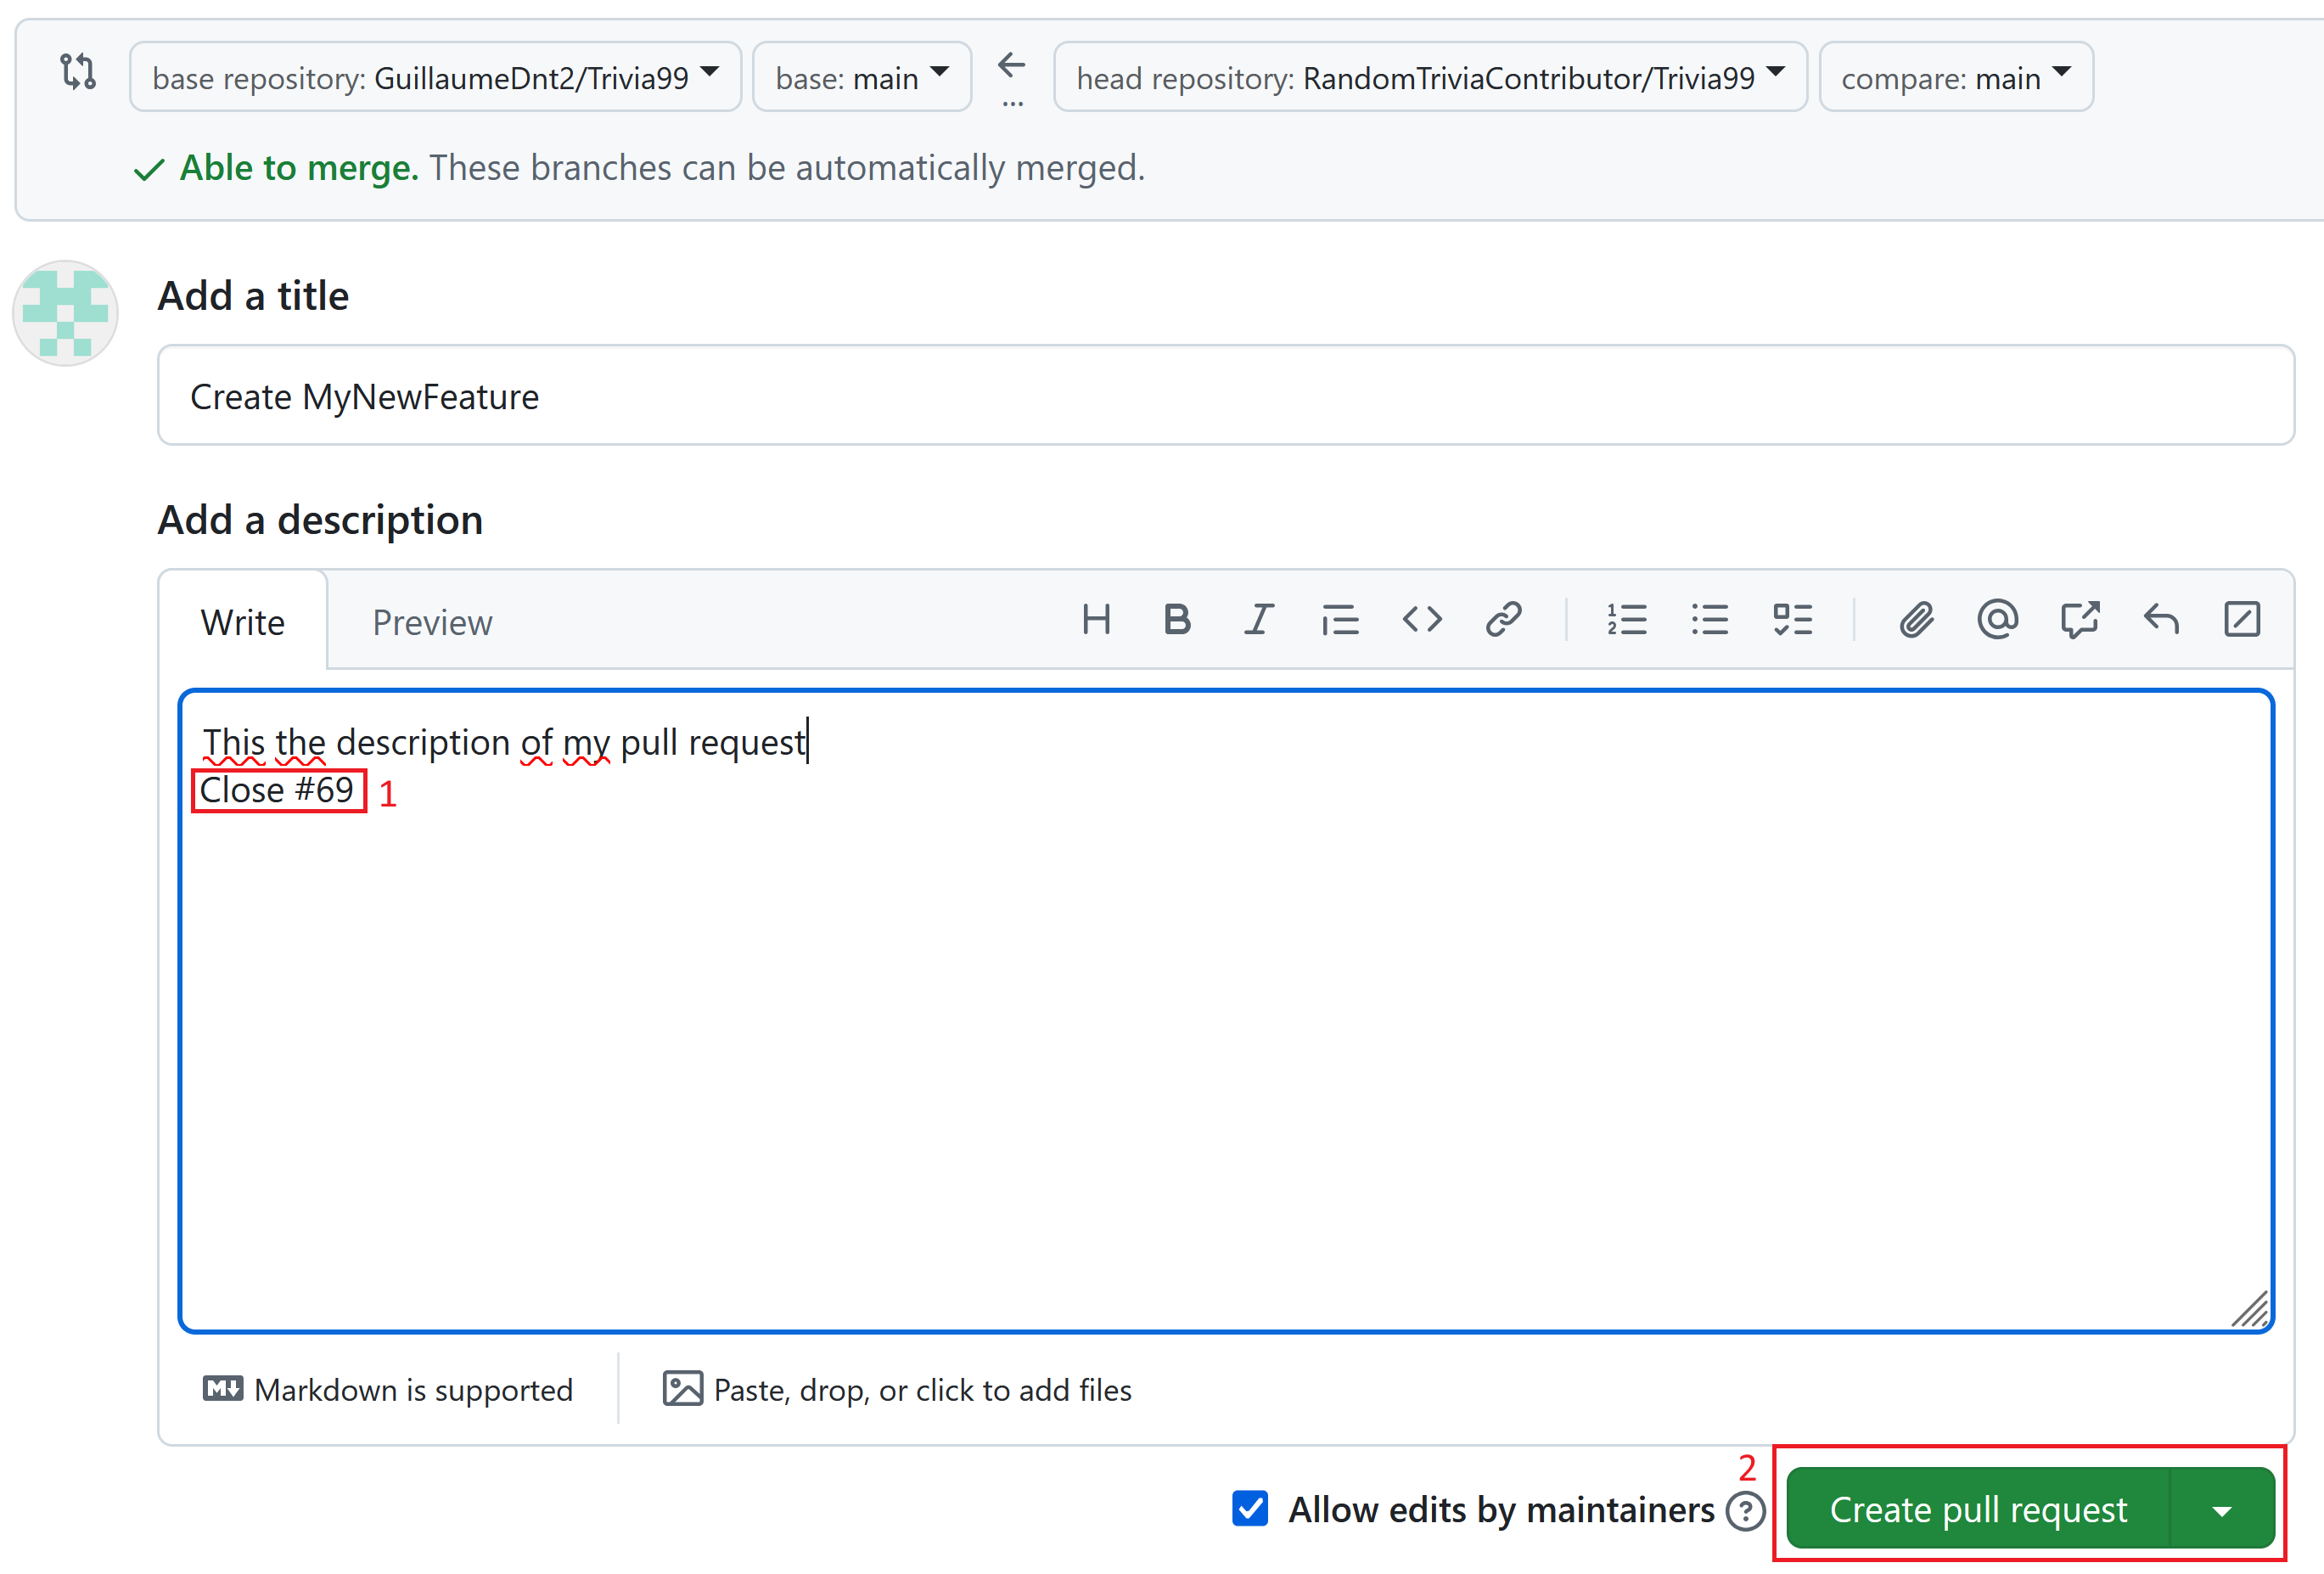 base repository: GuillaumeDnt2/Trivia99 base: main ... head repository: RandomTriviaContributor/Trivia99 compare: main
Able to merge. These branches can be automatically merged.
Add a title
Create MyNewFeature
Add a description
Write Preview
This the description of my pull request
Close #69 1
Markdown is supported Paste, drop, or click to add files
2
Allow edits by maintainers ? Create pull request